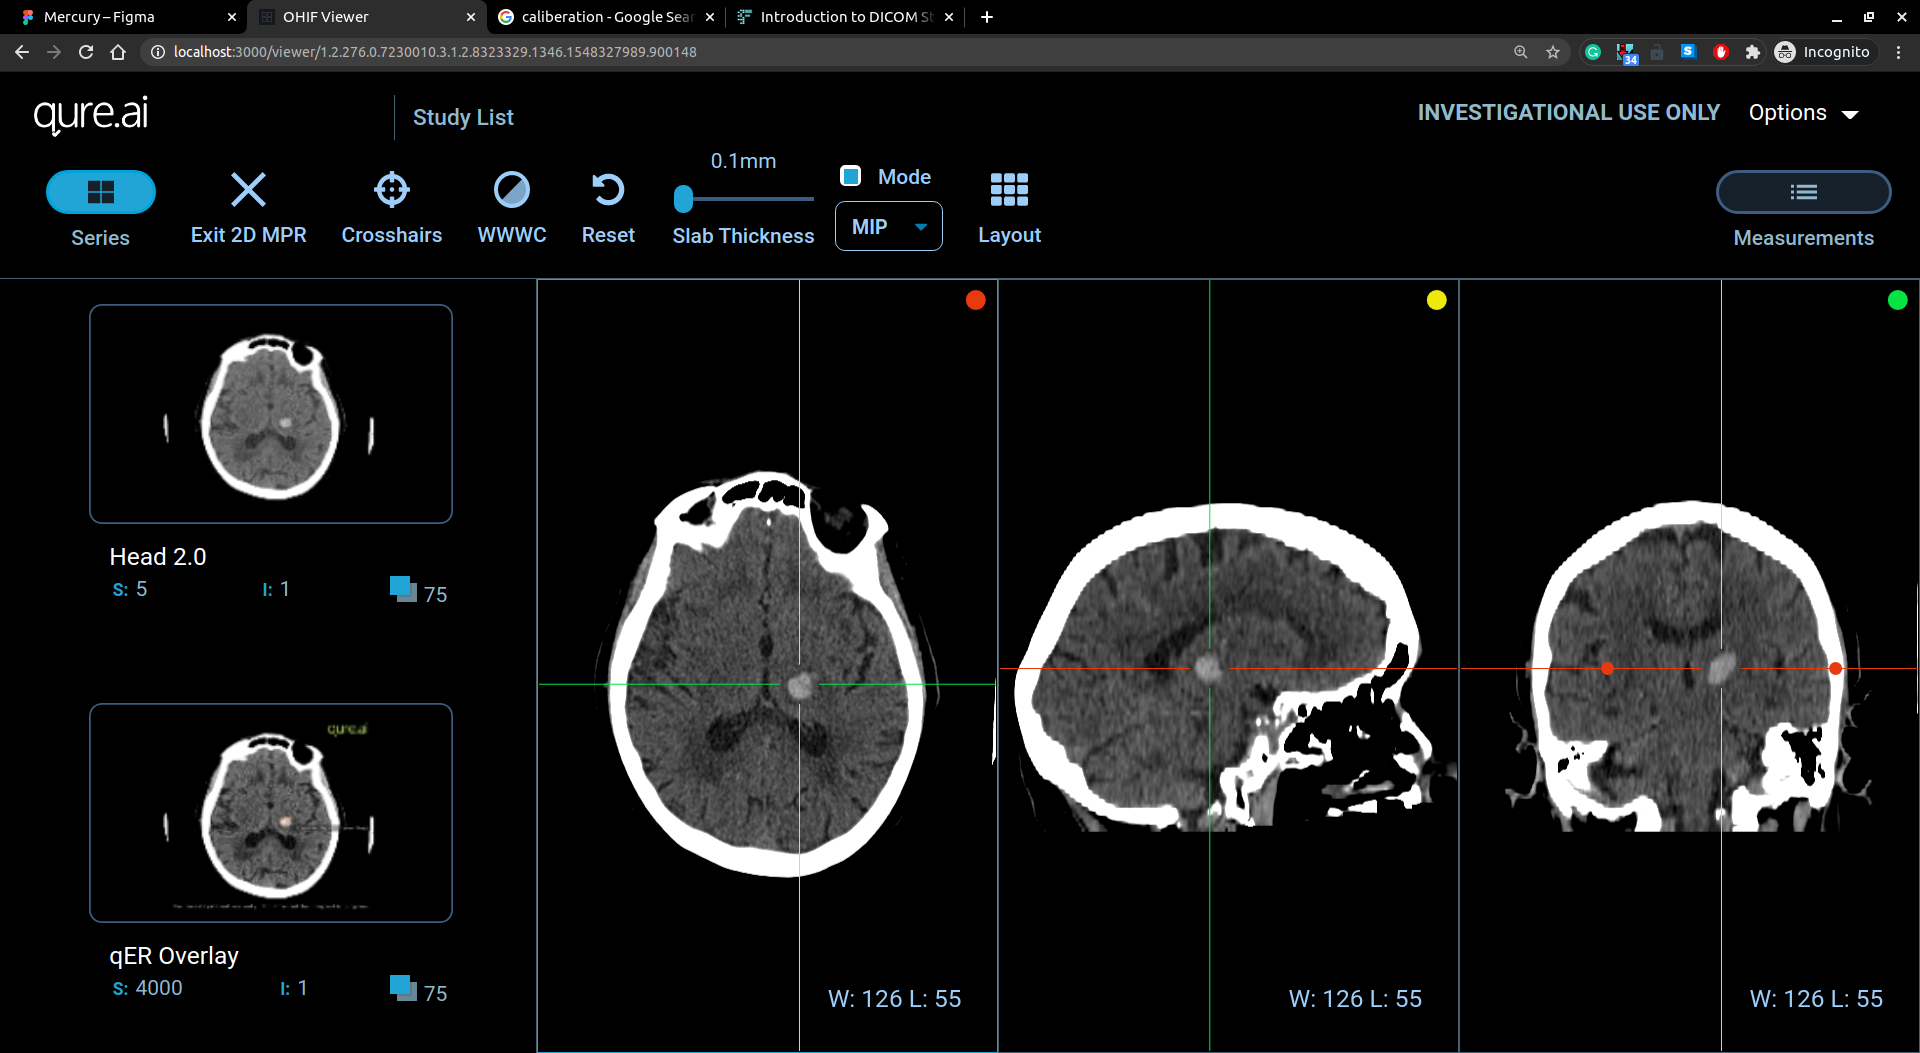 Mercury – Figma
OHIF Viewer
caliberation - Google Sear
Introduction to DICOM St
localhost:3000/viewer/1.2.276.0.7230010.3.1.2.8323329.1346.1548327989.900148
34
Incognito
qure.ai
Study List
INVESTIGATIONAL USE ONLY
Options
0.1mm
Mode
MIP
Series
Exit 2D MPR
Crosshairs
WWWC
Reset
Slab Thickness
Layout
Measurements
Head 2.0
S: 5
I: 1
75
qure.ai
qER Overlay
S: 4000
I: 1
75
W: 126 L: 55
W: 126 L: 55
W: 126 L: 55